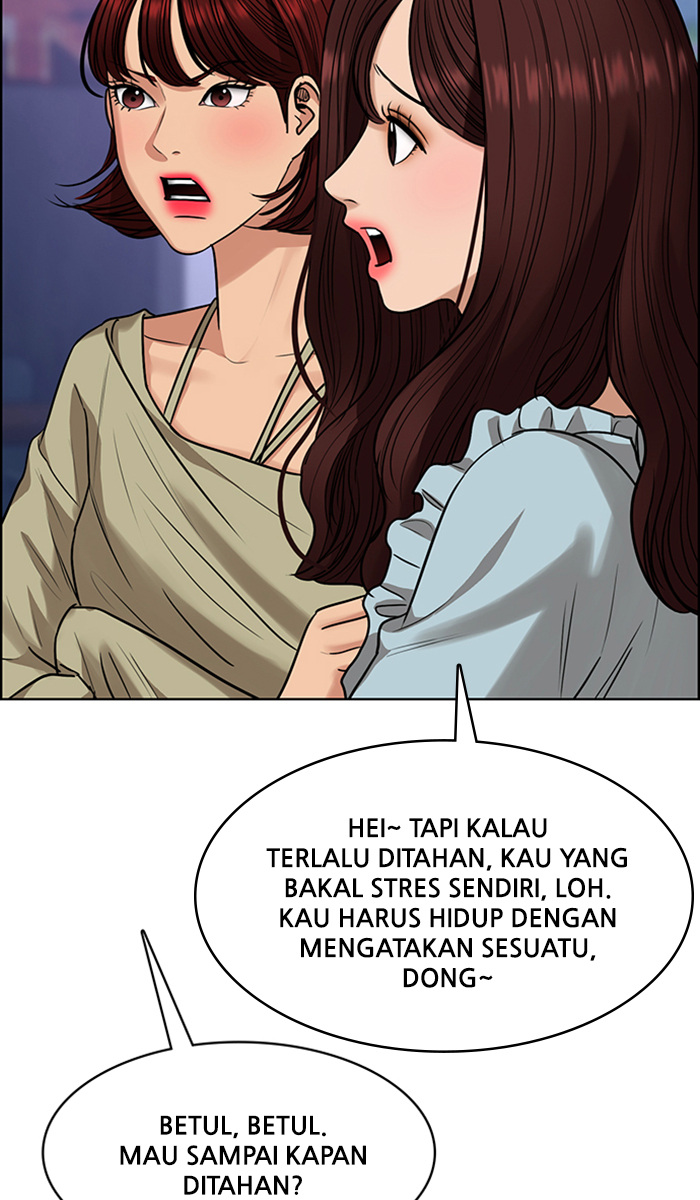 HEI~ TAPI KALAU
TERLALU DITAHAN, KAU YANG
BAKAL STRES SENDIRI, LOH.
KAU HARUS HIDUP DENGAN
MENGATAKAN SESUATU,
DONG~
BETUL, BETUL.
MAU SAMPAI KAPAN
DITAHAN?